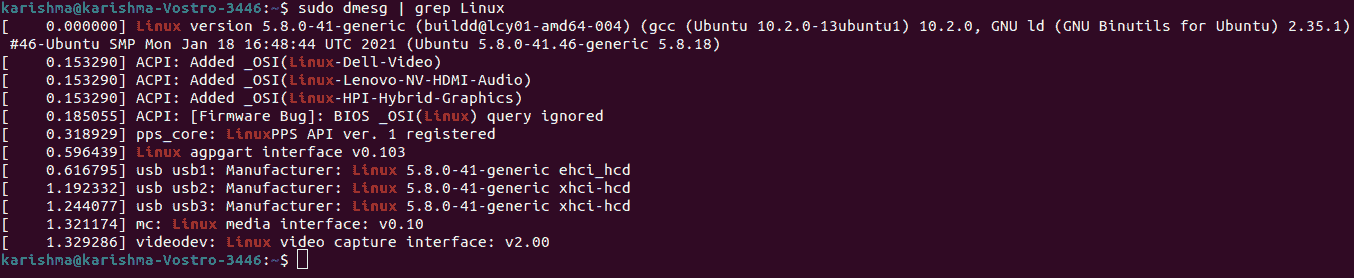 karishma@karishma-Vostro-3446:~$ sudo dmesg | grep Linux
[    0.000000] Linux version 5.8.0-41-generic (buildd@lcy01-amd64-004) (gcc (Ubuntu 10.2.0-13ubuntu1) 10.2.0, GNU ld (GNU Binutils for Ubuntu) 2.35.1)
 #46-Ubuntu SMP Mon Jan 18 16:48:44 UTC 2021 (Ubuntu 5.8.0-41.46-generic 5.8.18)
[    0.153290] ACPI: Added _OSI(Linux-Dell-Video)
[    0.153290] ACPI: Added _OSI(Linux-Lenovo-NV-HDMI-Audio)
[    0.153290] ACPI: Added _OSI(Linux-HPI-Hybrid-Graphics)
[    0.185055] ACPI: [Firmware Bug]: BIOS _OSI(Linux) query ignored
[    0.318929] pps_core: LinuxPPS API ver. 1 registered
[    0.596439] Linux agpgart interface v0.103
[    0.616795] usb usb1: Manufacturer: Linux 5.8.0-41-generic ehci_hcd
[    1.192332] usb usb2: Manufacturer: Linux 5.8.0-41-generic xhci-hcd
[    1.244077] usb usb3: Manufacturer: Linux 5.8.0-41-generic xhci-hcd
[    1.321174] mc: Linux media interface: v0.10
[    1.329286] videodev: Linux video capture interface: v2.00
karishma@karishma-Vostro-3446:~$